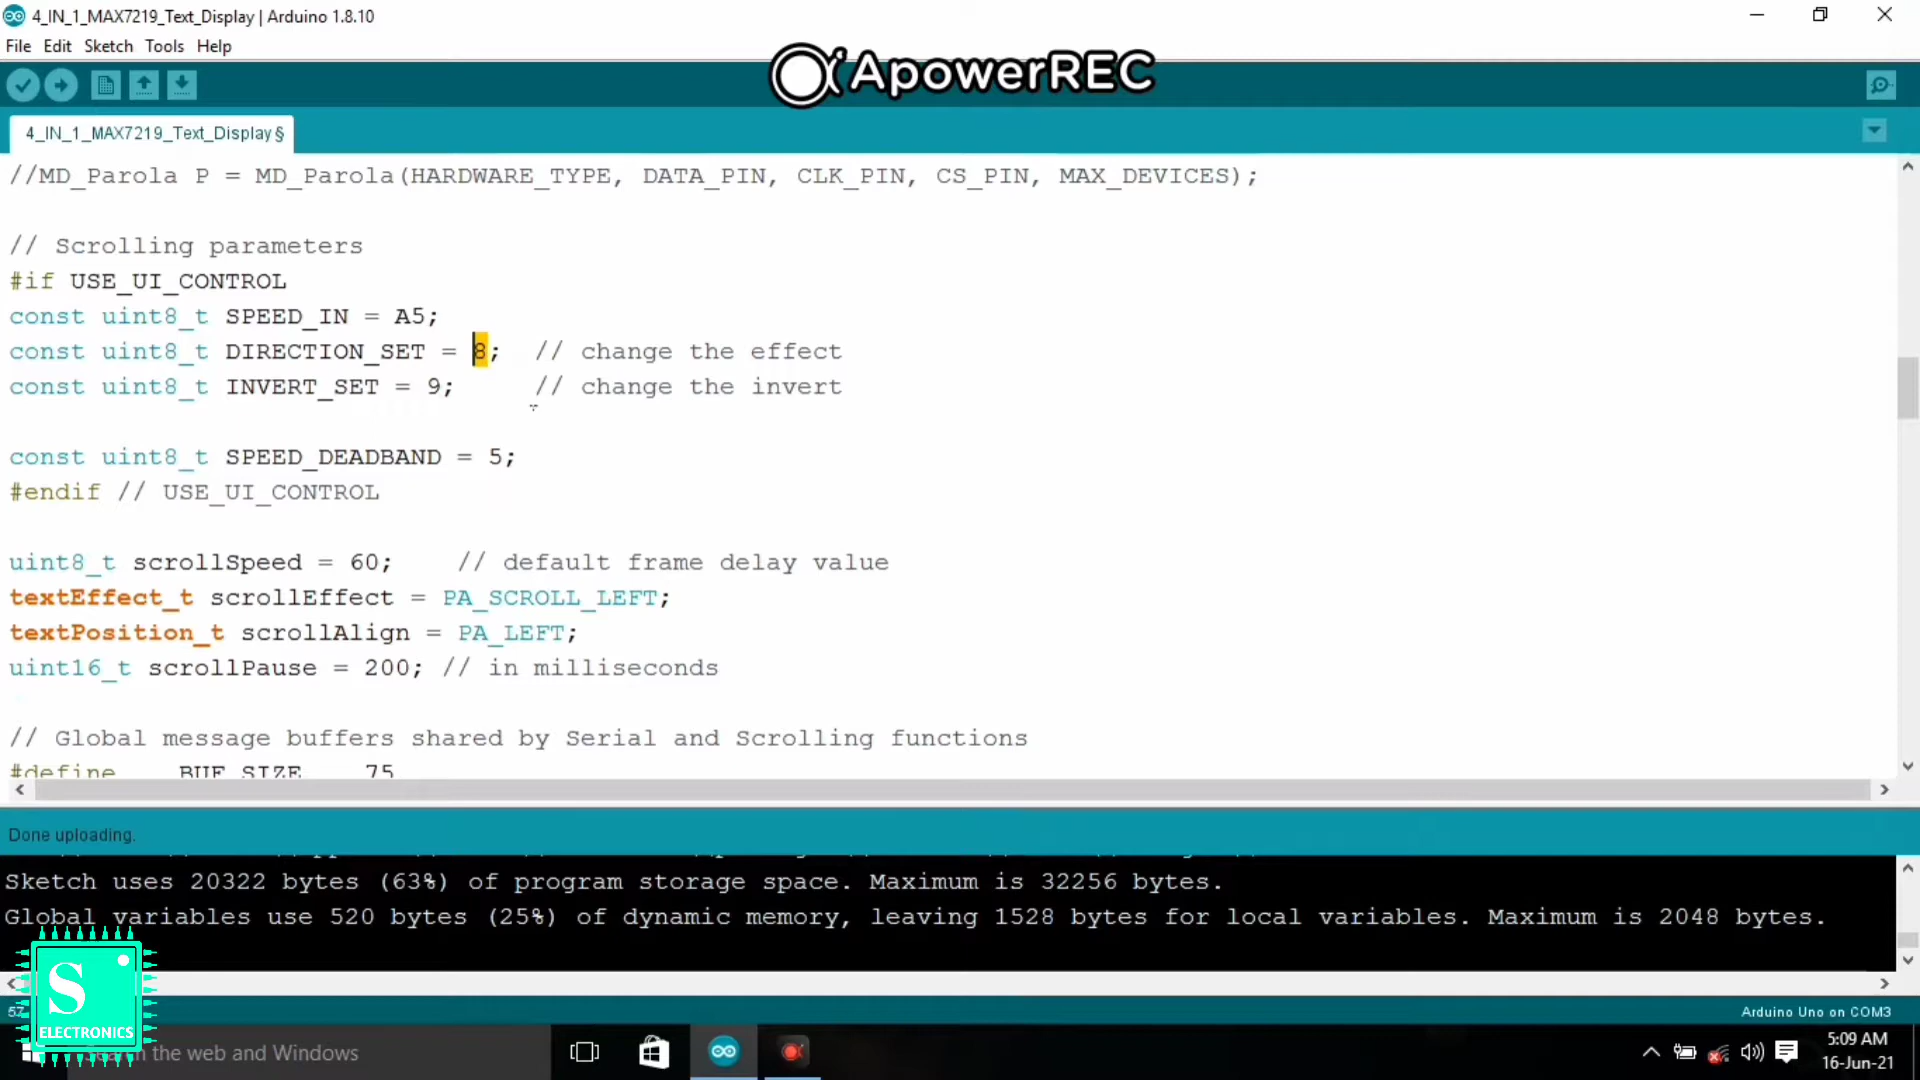 4_IN_1_MAX7219_Text_Display | Arduino 1.8.10
File Edit Sketch Tools Help
ApowerREC
4_IN_1_MAX7219_Text_Display §
//MD_Parola P = MD_Parola(HARDWARE_TYPE, DATA_PIN, CLK_PIN, CS_PIN, MAX_DEVICES);
// Scrolling parameters
#if USE_UI_CONTROL
const uint8_t SPEED_IN = A5;
const uint8_t DIRECTION_SET = 8;  // change the effect
const uint8_t INVERT_SET = 9;     // change the invert
const uint8_t SPEED_DEADBAND = 5;
#endif // USE_UI_CONTROL
uint8_t scrollSpeed = 60;    // default frame delay value
textEffect_t scrollEffect = PA_SCROLL_LEFT;
textPosition_t scrollAlign = PA_LEFT;
uint16_t scrollPause = 200; // in milliseconds
// Global message buffers shared by Serial and Scrolling functions
#define    BUF_SIZE    75
Done uploading.
Sketch uses 20322 bytes (63%) of program storage space. Maximum is 32256 bytes.
Global variables use 520 bytes (25%) of dynamic memory, leaving 1528 bytes for local variables. Maximum is 2048 bytes.
S
ELECTRONICS
57
Arduino Uno on COM3
the web and Windows
5:09 AM
16-Jun-21